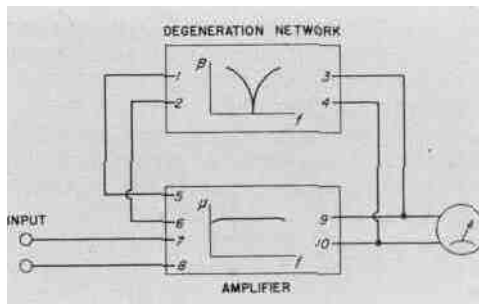 DEGENERATION NETWORK
1
2
β
f
3
4
INPUT
5
6
7
8
μ
f
9
10
AMPLIFIER